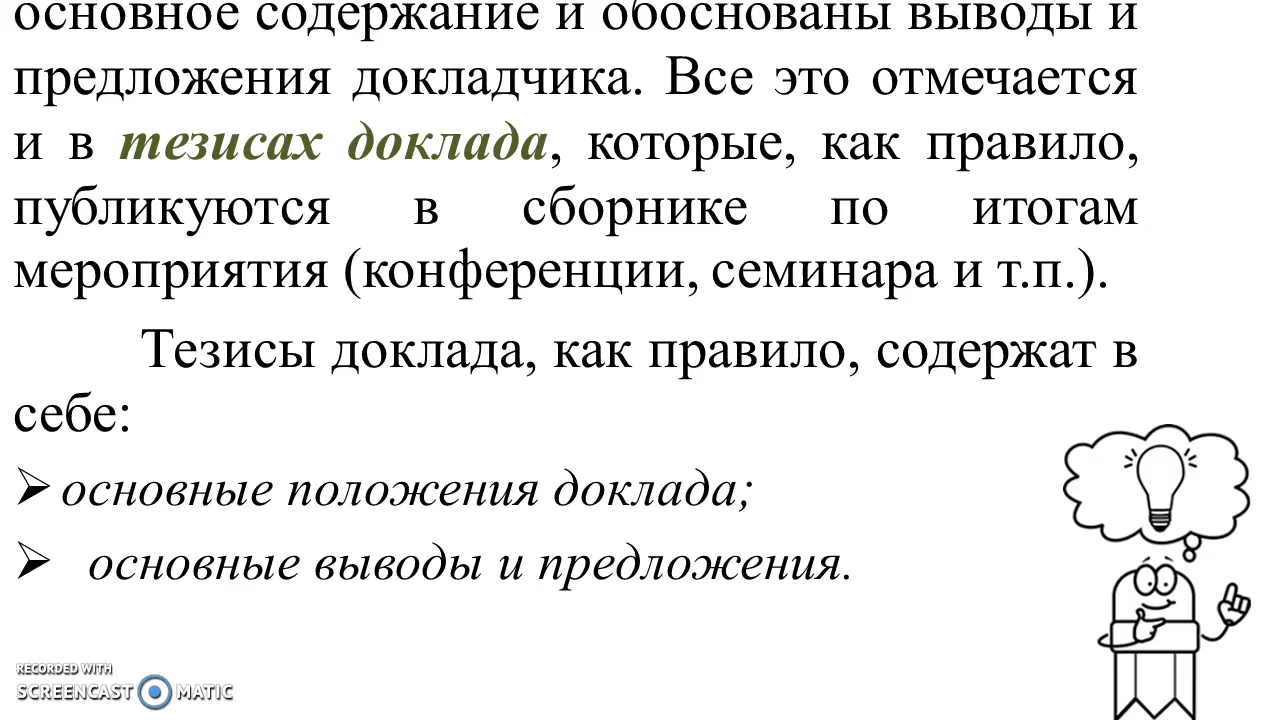 основное содержание и обоснованы выводы и
предложения докладчика. Все это отмечается
и в тезисах доклада, которые, как правило,
публикуются в сборнике по итогам
мероприятия (конференции, семинара и т.п.).
Тезисы доклада, как правило, содержат в
себе:
основные положения доклада;
основные выводы и предложения.
RECORDED WITH
SCREENCAST MATIC